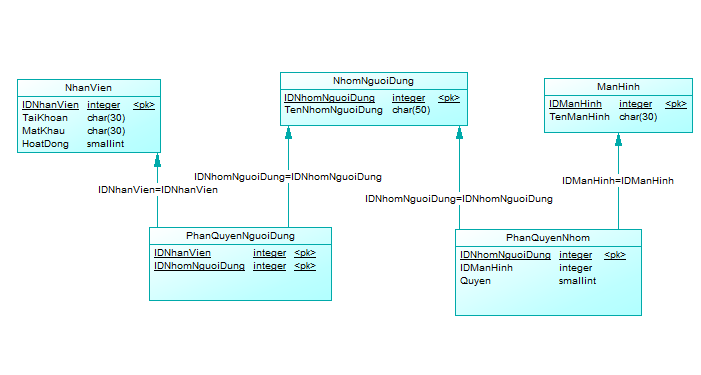 NhanVien
IDNhanVien integer <pk>
TaiKhoan char(30)
MatKhau char(30)
HoatDong smallint
NhomNguoiDung
IDNhomNguoiDung integer <pk>
TenNhomNguoiDung char(50)
ManHinh
IDManHinh integer <pk>
TenManHinh char(30)
IDNhanVien=IDNhanVien
IDNhomNguoiDung=IDNhomNguoiDung
IDNhomNguoiDung=IDNhomNguoiDung
IDManHinh=IDManHinh
PhanQuyenNguoiDung
IDNhanVien integer <pk>
IDNhomNguoiDung integer <pk>
PhanQuyenNhom
IDNhomNguoiDung integer <pk>
IDManHinh integer
Quyen smallint